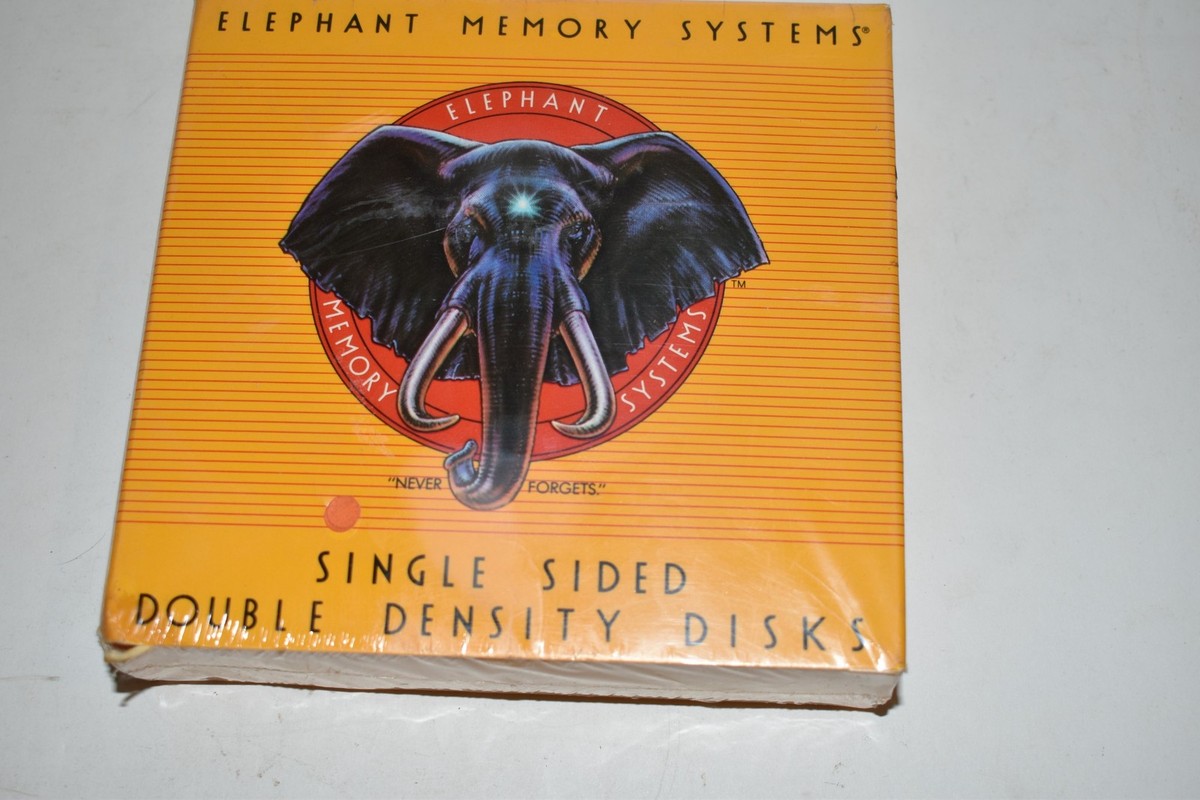 ELEPHANT MEMORY SYSTEMS®
ELEPHANT
MEMORY
SYSTEMS
TM
"NEVER FORGETS."
SINGLE SIDED
DOUBLE DENSITY DISKS